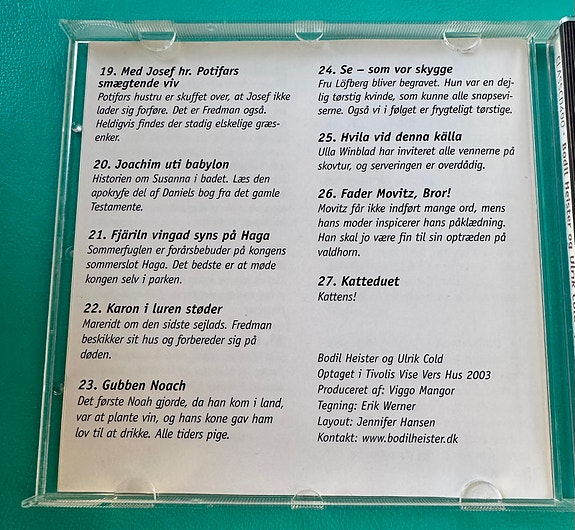 19. Med Josef hr. Potifars
smægtende viv
Potifars hustru er skuffet over, at Josef ikke
lader sig forføre. Det er Fredman også.
Heldigvis findes der stadig elskelige græs-
enker.
20. Joachim uti babylon
Historien om Susanna i badet. Læs den
apokryfe del af Daniels bog fra det gamle
Testamente.
21. Fjäriln vingad syns på Haga
Sommerfuglen er forårsbebuder på kongens
sommerslot Haga. Det bedste er at møde
kongen selv i parken.
22. Karon i luren støder
Mareridt om den sidste sejlads. Fredman
beskikker sit hus og forbereder sig på
døden.
23. Gubben Noach
Det første Noah gjorde, da han kom i land,
var at plante vin, og hans kone gav ham
lov til at drikke. Alle tiders pige.
24. Se – som vor skygge
Fru Löfberg bliver begravet. Hun var en dej-
lig tørstig kvinde, som kunne alle snapsevi-
serne. Også vi i følget er frygteligt tørstige.
25. Hvila vid denna källa
Ulla Winblad har inviteret alle vennerne på
skovtur, og serveringen er overdådig.
26. Fader Movitz, Bror!
Movitz får ikke indført mange ord, mens
hans moder inspicerer hans påklædning.
Han skal jo være fin til sin optræden på
valdhorn.
27. Katteduet
Kattens!
Bodil Heister og Ulrik Cold
Optaget i Tivolis Vise Vers Hus 2003
Produceret af: Viggo Mangor
Tegning: Erik Werner
Layout: Jennifer Hansen
Kontakt: www.bodilheister.dk
Bodil Heister og Ulrik